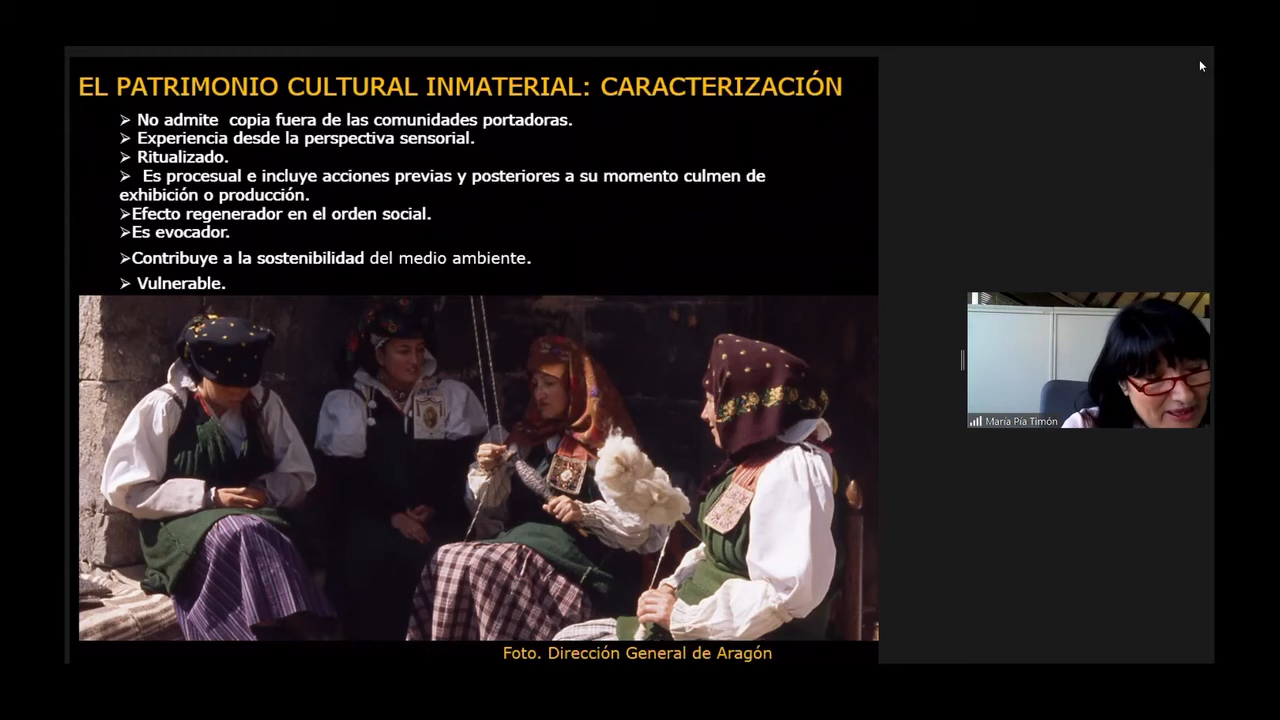 EL PATRIMONIO CULTURAL INMATERIAL: CARACTERIZACIÓN
➢ No admite  copia fuera de las comunidades portadoras.
➢ Experiencia desde la perspectiva sensorial.
➢ Ritualizado.
➢ Es procesual e incluye acciones previas y posteriores a su momento culmen de
exhibición o producción.
➢Efecto regenerador en el orden social.
➢Es evocador.
➢Contribuye a la sostenibilidad del medio ambiente.
➢ Vulnerable.
María Pía Timón
Foto. Dirección General de Aragón